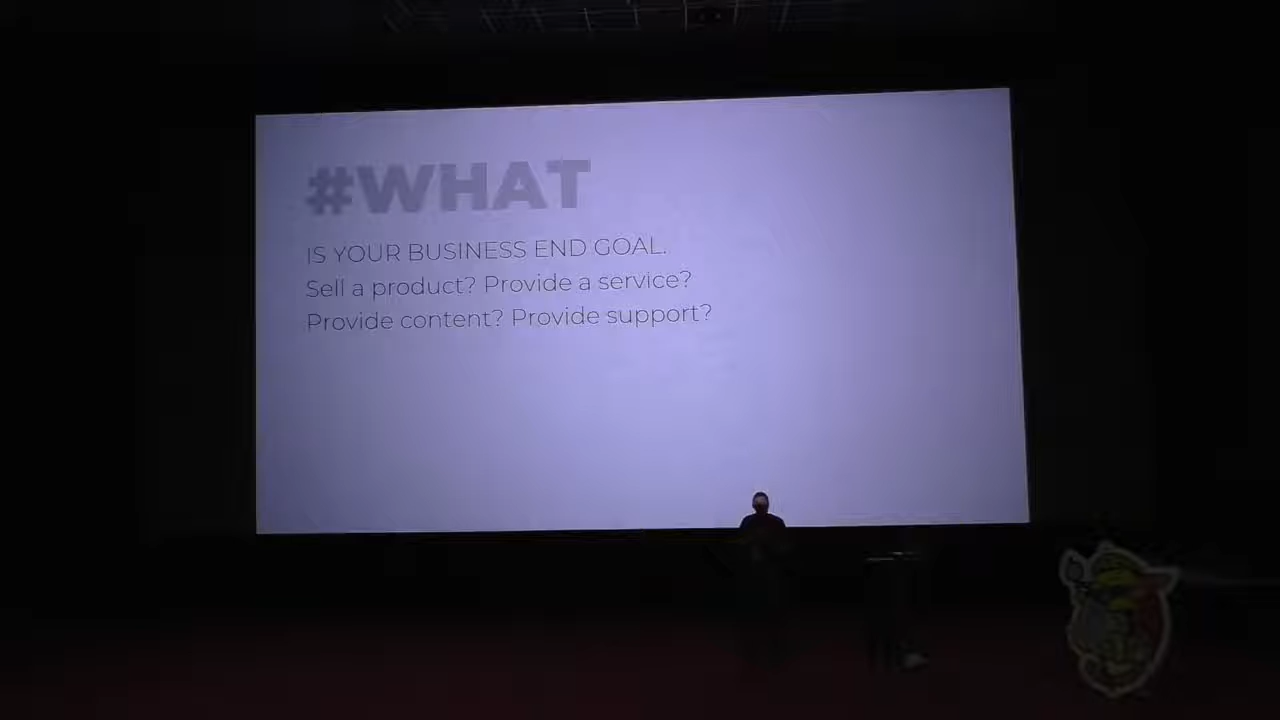 #WHAT
IS YOUR BUSINESS END GOAL.
Sell a product? Provide a service?
Provide content? Provide support?